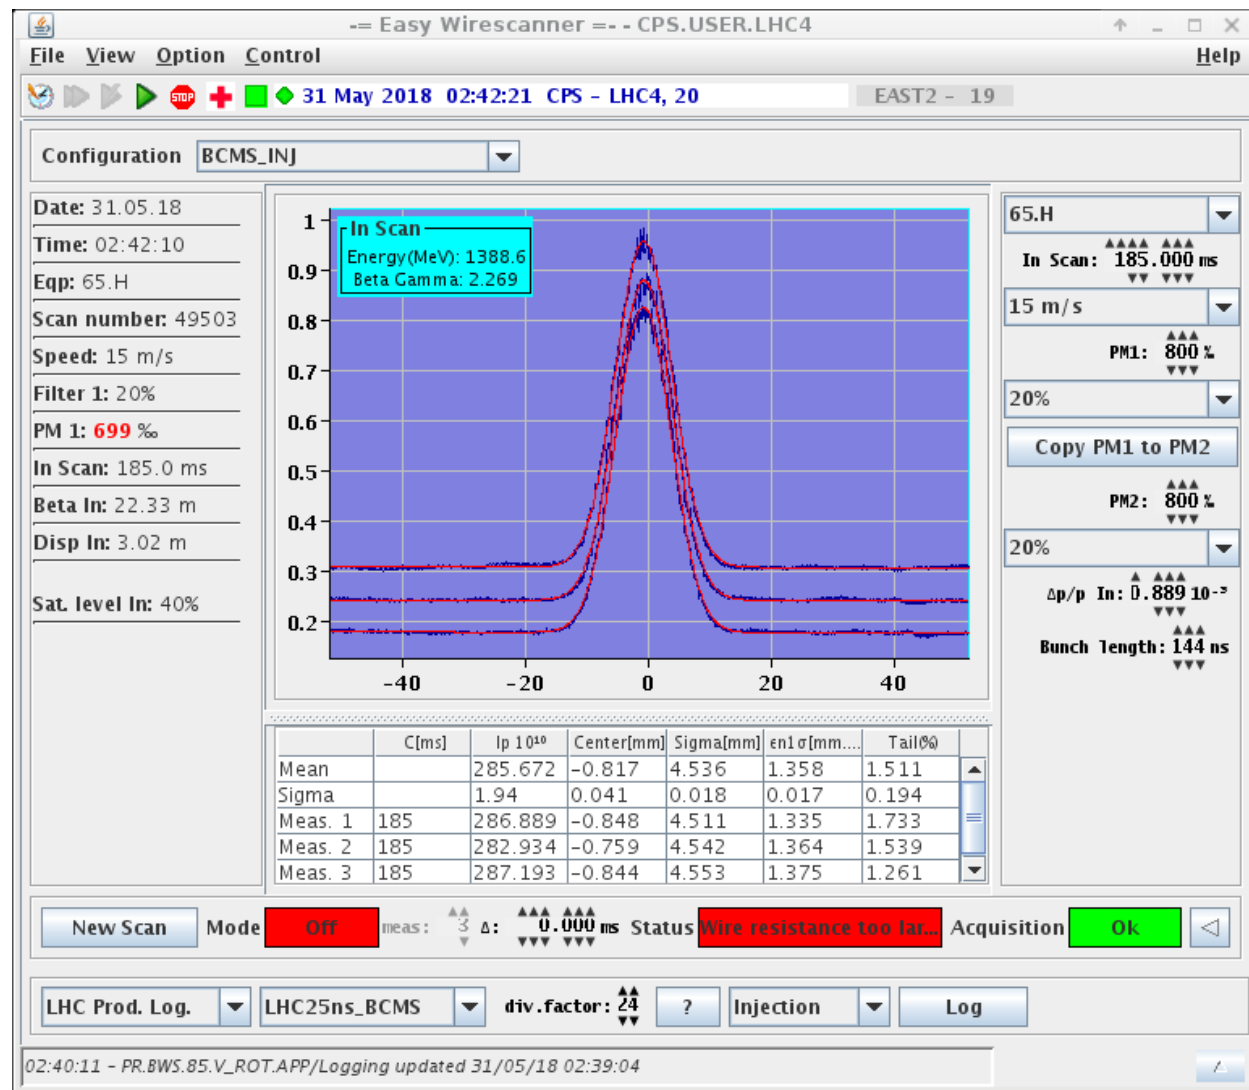 -= Easy Wirescanner =- - CPS.USER.LHC4
File View Option Control Help
STOP 31 May 2018 02:42:21 CPS - LHC4, 20 EAST2 - 19
Configuration BCMS_INJ
Date: 31.05.18
Time: 02:42:10
Eqp: 65.H
Scan number: 49503
Speed: 15 m/s
Filter 1: 20%
PM 1: 699 ‰
In Scan: 185.0 ms
Beta In: 22.33 m
Disp In: 3.02 m
Sat. level In: 40%
In Scan
Energy(MeV): 1388.6
Beta Gamma: 2.269
1
0.9
0.8
0.7
0.6
0.5
0.4
0.3
0.2
-40 -20 0 20 40
C[ms] Ip 10¹⁰ Center[mm] Sigma[mm] εn1σ[mm.... Tail(%)
Mean 285.672 -0.817 4.536 1.358 1.511
Sigma 1.94 0.041 0.018 0.017 0.194
Meas. 1 185 286.889 -0.848 4.511 1.335 1.733
Meas. 2 185 282.934 -0.759 4.542 1.364 1.539
Meas. 3 185 287.193 -0.844 4.553 1.375 1.261
65.H
In Scan: 185.000 ms
15 m/s
PM1: 800 ‰
20%
Copy PM1 to PM2
PM2: 800 ‰
20%
Δp/p In: 0.889 10⁻³
Bunch length: 144 ns
New Scan Mode Off meas: 3 Δ: 0.000 ms Status Wire resistance too lar... Acquisition Ok
LHC Prod. Log. LHC25ns_BCMS div.factor: 24 ? Injection Log
02:40:11 - PR.BWS.85.V_ROT.APP/Logging updated 31/05/18 02:39:04